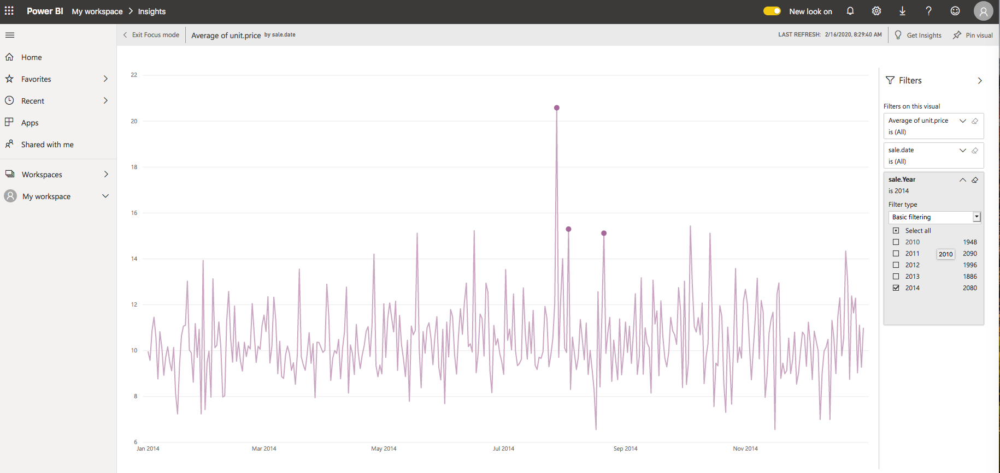 Power BI My workspace Insights
New look on
Exit Focus mode
Average of unit.price by sale.date
LAST REFRESH: 2/16/2020, 8:29:40 AM
Get Insights
Pin visual
Home
Favorites
Recent
Apps
Shared with me
Workspaces
My workspace
22
20
18
16
14
12
10
8
6
Jan 2014 Mar 2014 May 2014 Jul 2014 Sep 2014 Nov 2014
Filters
Filters on this visual
Average of unit.price
is (All)
sale.date
is (All)
sale.Year
is 2014
Filter type
Basic filtering
Select all
2010 1948
2011 2010 2090
2012 1996
2013 1886
2014 2080